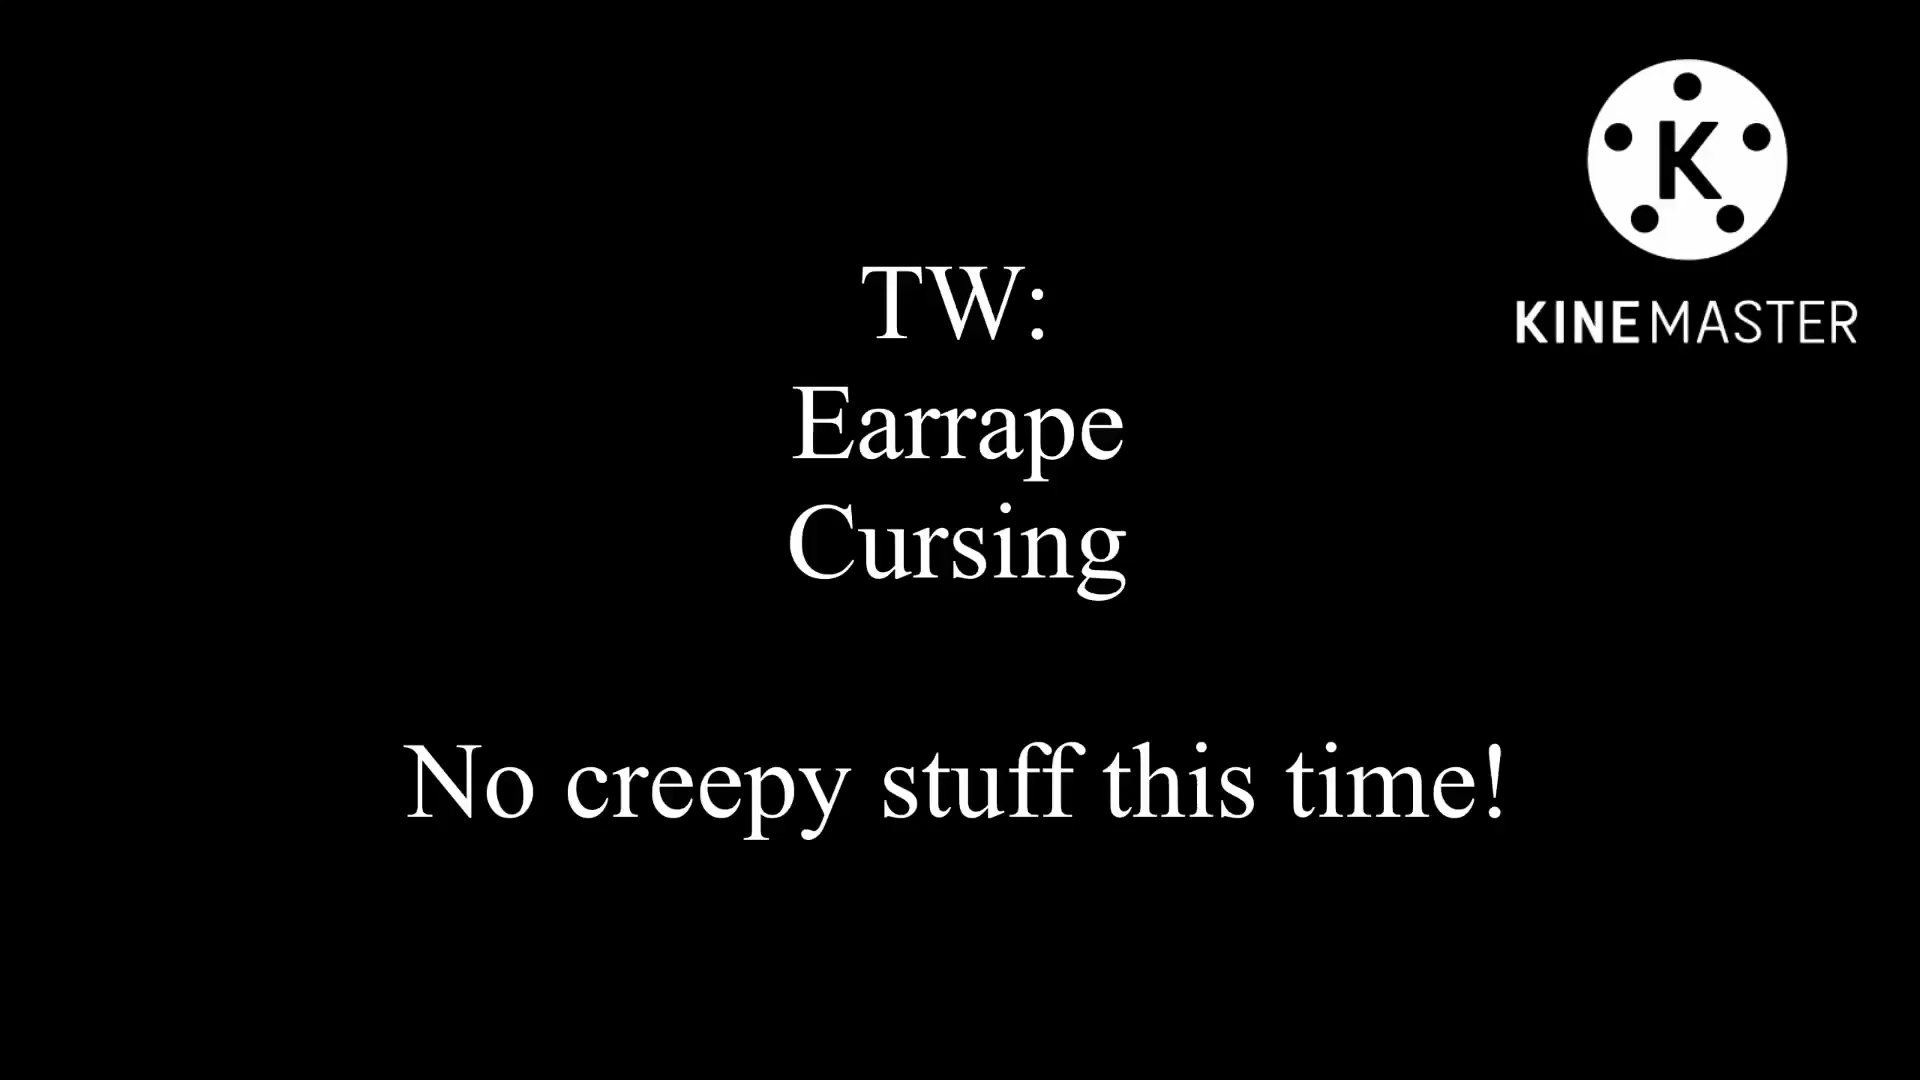 K
KINEMASTER
TW:
Earrape
Cursing
No creepy stuff this time!